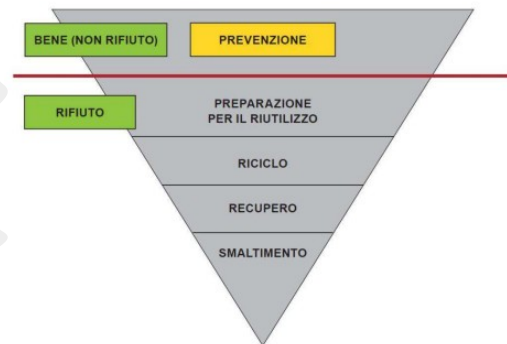 BENE (NON RIFIUTO)
PREVENZIONE
RIFIUTO
PREPARAZIONE
PER IL RIUTILIZZO
RICICLO
RECUPERO
SMALTIMENTO